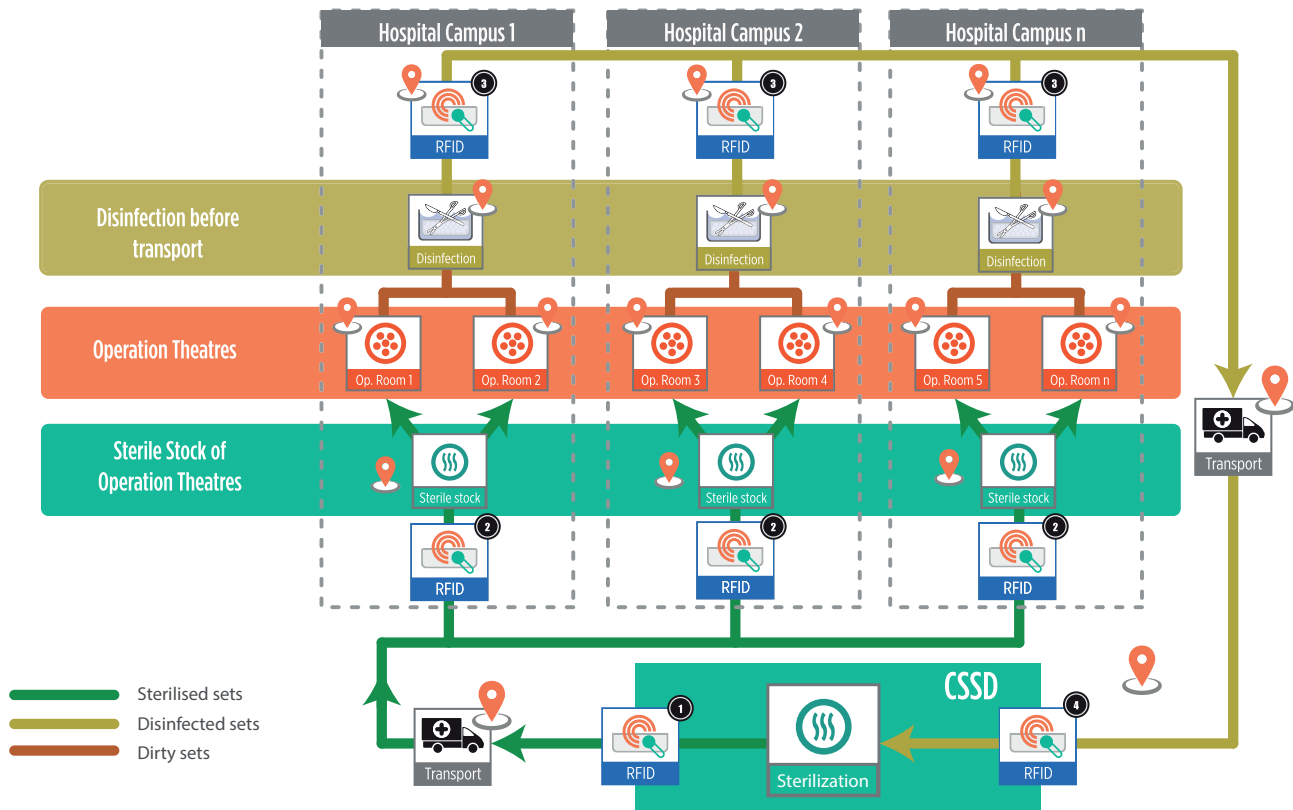 Hospital Campus 1
Hospital Campus 2
Hospital Campus n
3
3
3
RFID
RFID
RFID
Disinfection before
transport
Disinfection
Disinfection
Disinfection
Operation Theatres
Op. Room 1
Op. Room 2
Op. Room 3
Op. Room 4
Op. Room 5
Op. Room n
Transport
Sterile Stock of
Operation Theatres
Sterile stock
Sterile stock
Sterile stock
2
2
2
RFID
RFID
RFID
CSSD
Sterilised sets
Disinfected sets
Dirty sets
Transport
1
RFID
Sterilization
4
RFID